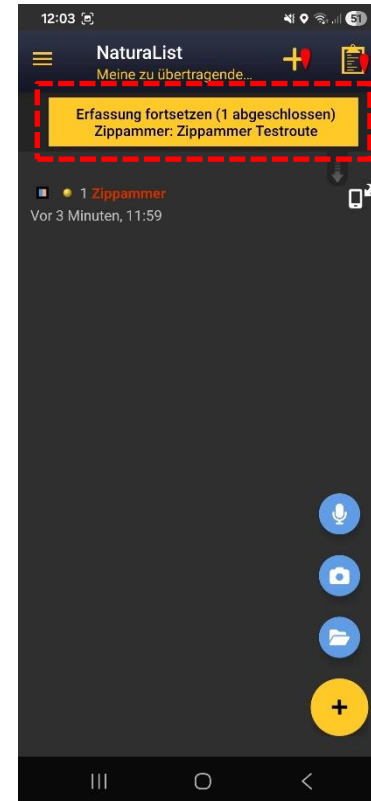 12:03
51
NaturaList
Meine zu übertragende...
Erfassung fortsetzen (1 abgeschlossen)
Zippammer: Zippammer Testroute
1 Zippammer
Vor 3 Minuten, 11:59